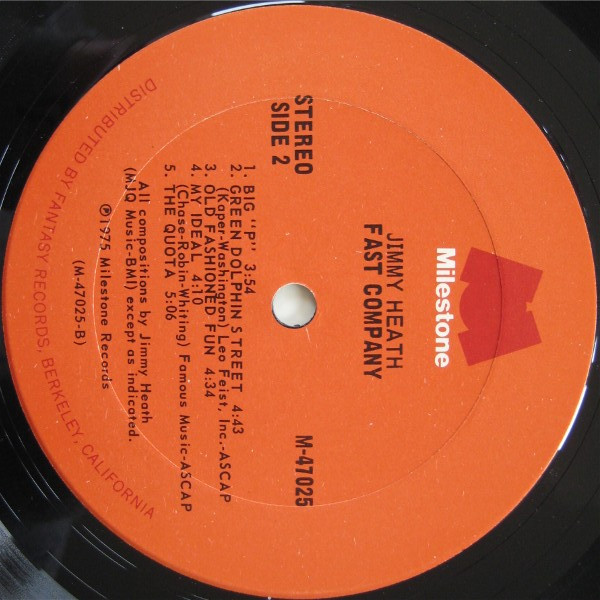 Milestone
JIMMY HEATH
FAST COMPANY
STEREO
SIDE 2
M-47025
1. BIG "P" 3:54
2. GREEN DOLPHIN STREET 4:43
(Kaper-Washington) Leo Feist, Inc.-ASCAP
3. OLD FASHIONED FUN 4:34
4. MY IDEAL 4:10
(Chase-Robin-Whiting) Famous Music-ASCAP
5. THE QUOTA 5:06
All compositions by Jimmy Heath
(MJQ Music-BMI) except as indicated.
℗1975 Milestone Records
(M-47025-B)
DISTRIBUTED BY FANTASY RECORDS, BERKELEY, CALIFORNIA